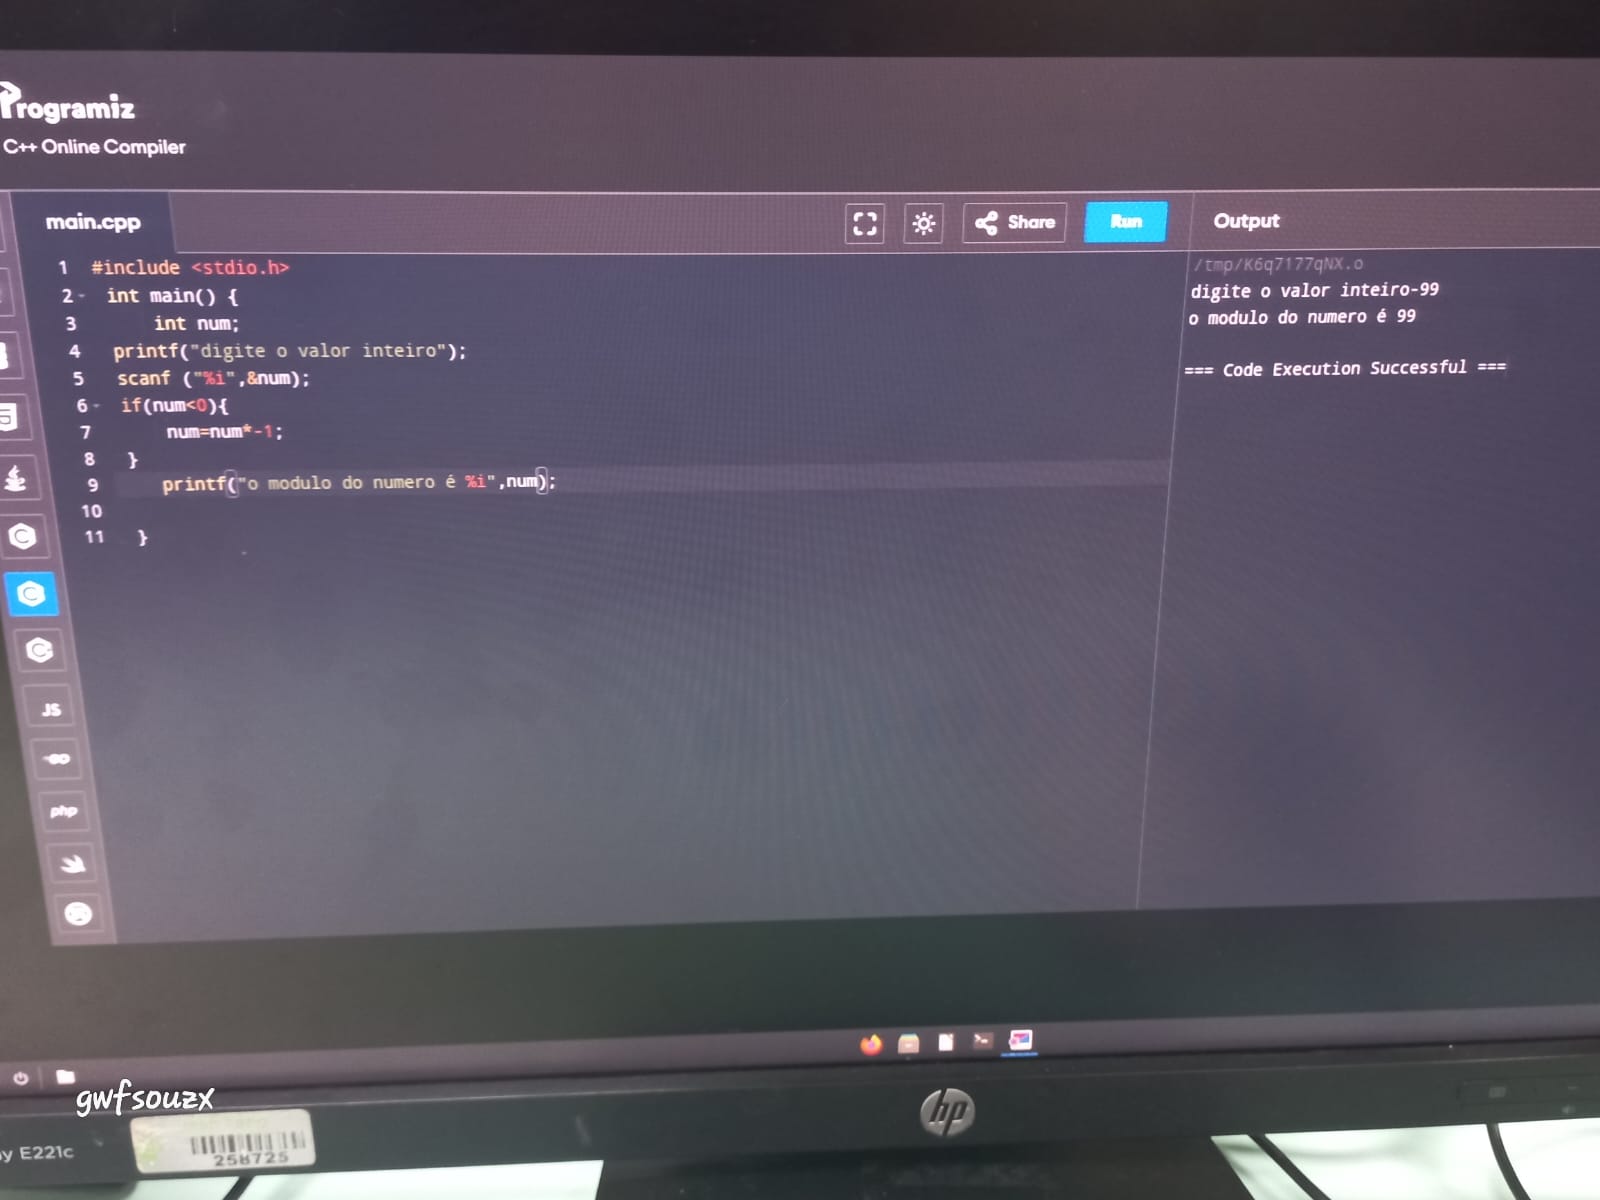 Programiz
C++ Online Compiler
main.cpp
Share
Run
Output
1 #include <stdio.h>
2 int main() {
3 int num;
4 printf("digite o valor inteiro");
5 scanf ("%i",&num);
6 if(num<0){
7 num=num*-1;
8 }
9 printf("o modulo do numero é %i",num);
10
11 }
/tmp/K6q7177qNX.o
digite o valor inteiro-99
o modulo do numero é 99
=== Code Execution Successful ===
JS
GO
php
gwfsouzx
hp
E221c
258725